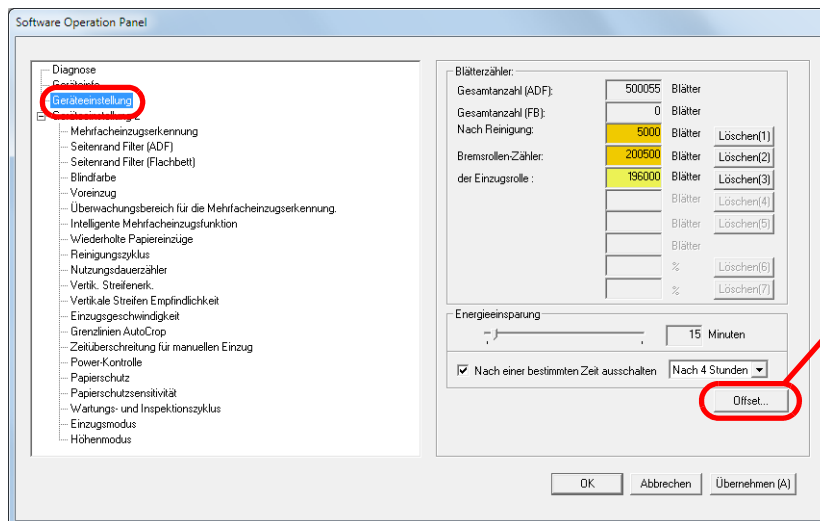 Software Operation Panel
Diagnose
Geräteinfo
Geräteeinstellung
Geräteeinstellung 2
Mehrfacheinzugserkennung
Seitenrand Filter (ADF)
Seitenrand Filter (Flachbett)
Blindfarbe
Voreinzug
Überwachungsbereich für die Mehrfacheinzugserkennung.
Intelligente Mehrfacheinzugsfunktion
Wiederholte Papiereinzüge
Reinigungszyklus
Nutzungsdauerzähler
Vertik. Streifenerk.
Vertikale Streifen Empfindlichkeit
Einzugsgeschwindigkeit
Grenzlinien AutoCrop
Zeitüberschreitung für manuellen Einzug
Power-Kontrolle
Papierschutz
Papierschutzsensitivität
Wartungs- und Inspektionszyklus
Einzugsmodus
Höhenmodus
Blätterzähler:
Gesamtanzahl (ADF): 500055 Blätter
Gesamtanzahl (FB): 0 Blätter
Nach Reinigung: 5000 Blätter Löschen(1)
Bremsrollen-Zähler: 200500 Blätter Löschen(2)
der Einzugsrolle : 196000 Blätter Löschen(3)
Blätter Löschen(4)
Blätter Löschen(5)
Blätter
% Löschen(6)
% Löschen(7)
Energieeinsparung
15 Minuten
Nach einer bestimmten Zeit ausschalten Nach 4 Stunden
Offset...
OK Abbrechen Übernehmen (A)